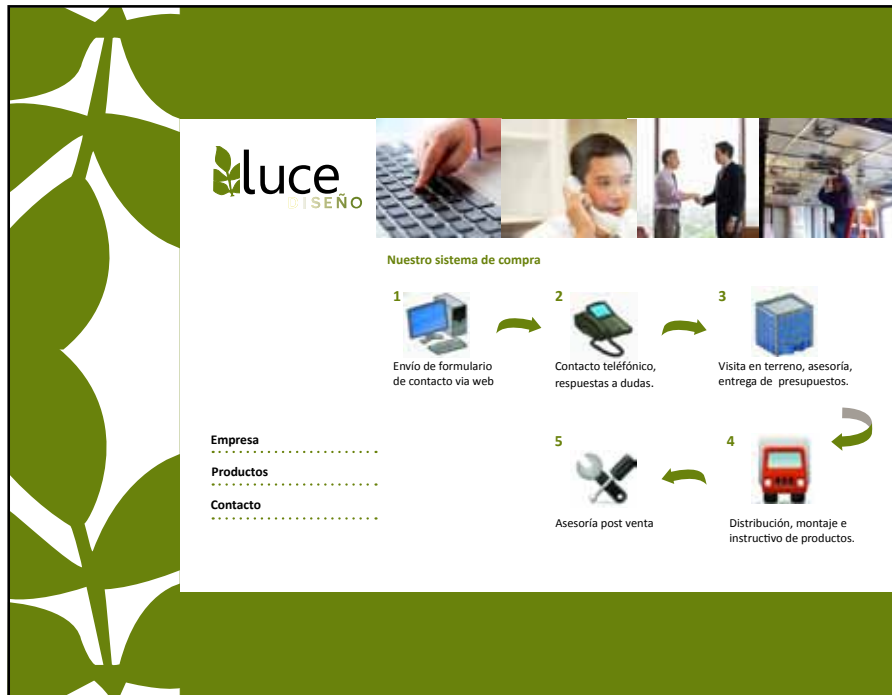 luce
DISEÑO
Nuestro sistema de compra
1
Envío de formulario
de contacto via web
2
Contacto teléfónico,
respuestas a dudas.
3
Visita en terreno, asesoría,
entrega de presupuestos.
4
Distribución, montaje e
instructivo de productos.
5
Asesoría post venta
Empresa
Productos
Contacto